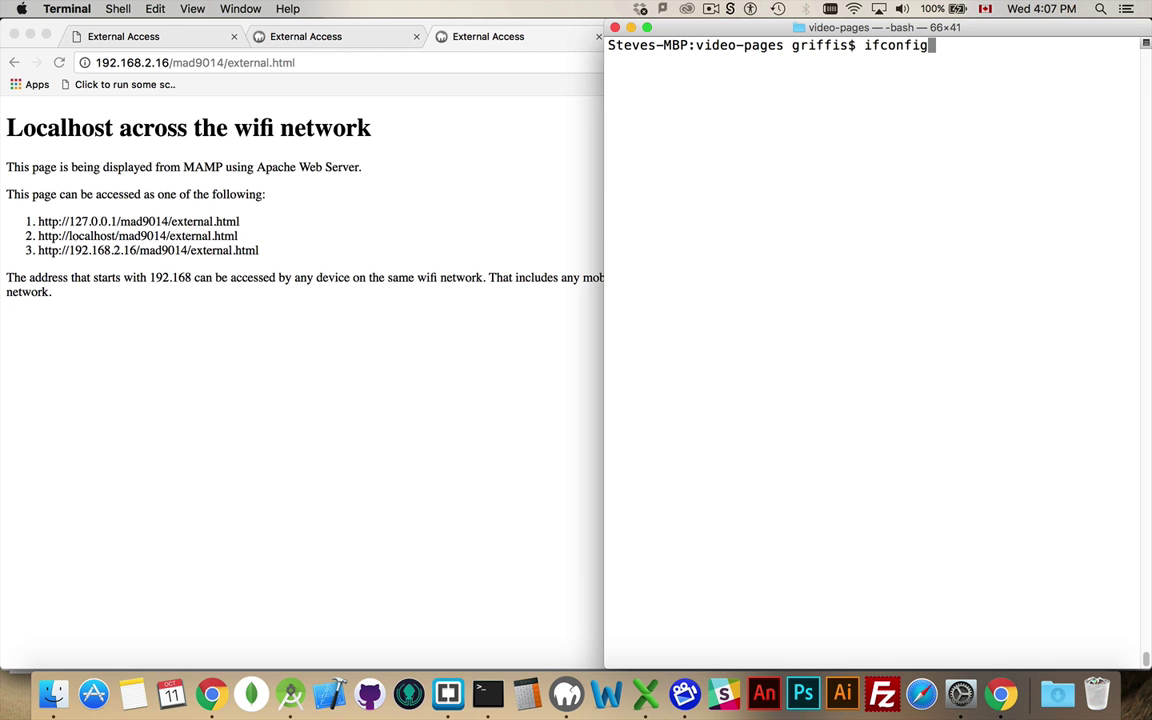 Terminal Shell Edit View Window Help 100% Wed 4:07 PM
External Access External Access External Access
192.168.2.16/mad9014/external.html
Apps Click to run some sc..
Localhost across the wifi network
This page is being displayed from MAMP using Apache Web Server.
This page can be accessed as one of the following:
1. http://127.0.0.1/mad9014/external.html
2. http://localhost/mad9014/external.html
3. http://192.168.2.16/mad9014/external.html
The address that starts with 192.168 can be accessed by any device on the same wifi network. That includes any mob
network.
video-pages — -bash — 66×41
Steves-MBP:video-pages griffis$ ifconfig
OCT
11
An Ps Ai Fz